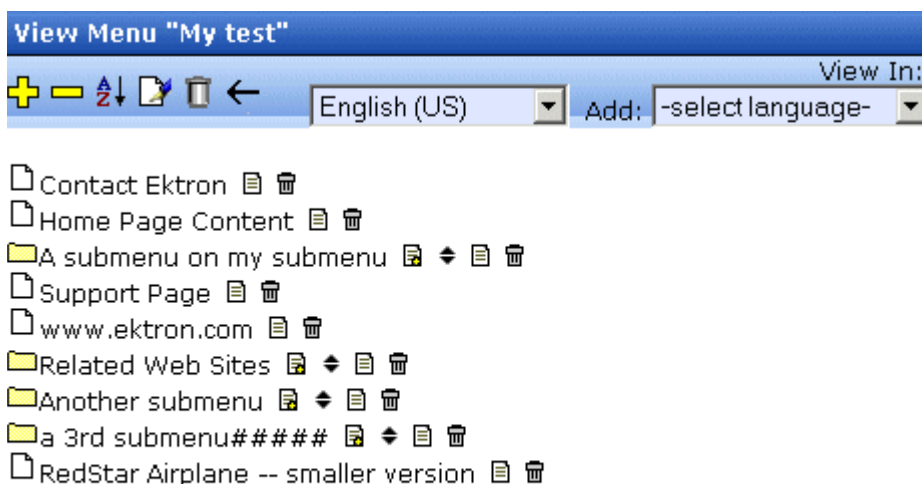 View Menu "My test"
View In:
English (US) Add: -select language-
Contact Ektron
Home Page Content
A submenu on my submenu
Support Page
www.ektron.com
Related Web Sites
Another submenu
a 3rd submenu#####
RedStar Airplane -- smaller version